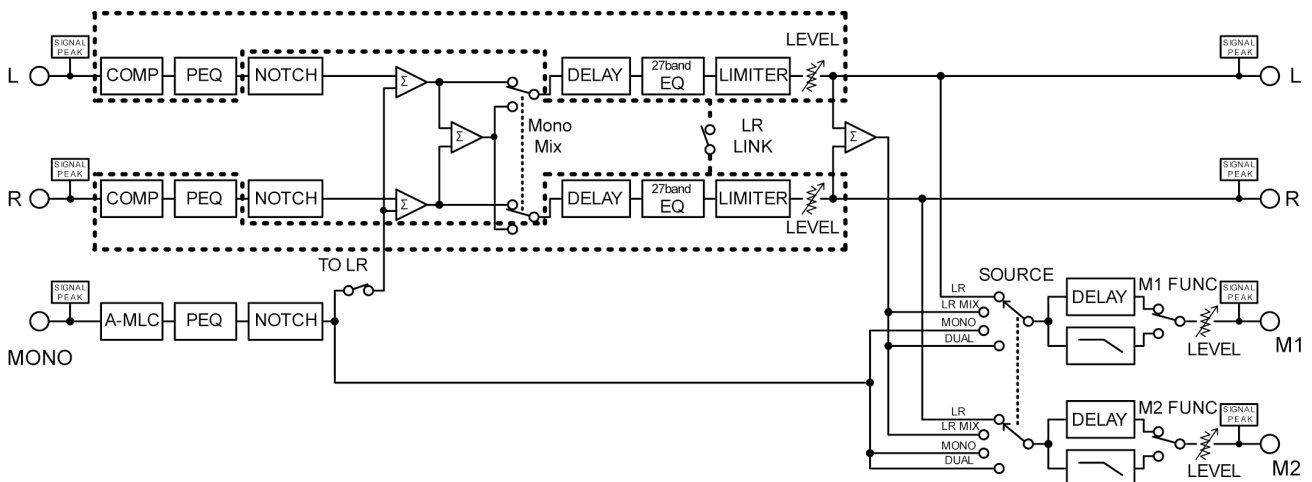 SIGNAL
PEAK
L
COMP
PEQ
NOTCH
Σ
Σ
Mono
Mix
DELAY
27band
EQ
LIMITER
LEVEL
LR
LINK
Σ
SIGNAL
PEAK
L
SIGNAL
PEAK
R
COMP
PEQ
NOTCH
Σ
DELAY
27band
EQ
LIMITER
LEVEL
SIGNAL
PEAK
R
TO LR
SIGNAL
PEAK
MONO
A-MLC
PEQ
NOTCH
SOURCE
LR
LR MIX
MONO
DUAL
DELAY
M1 FUNC
LEVEL
SIGNAL
PEAK
M1
LR
LR MIX
MONO
DUAL
DELAY
M2 FUNC
LEVEL
SIGNAL
PEAK
M2